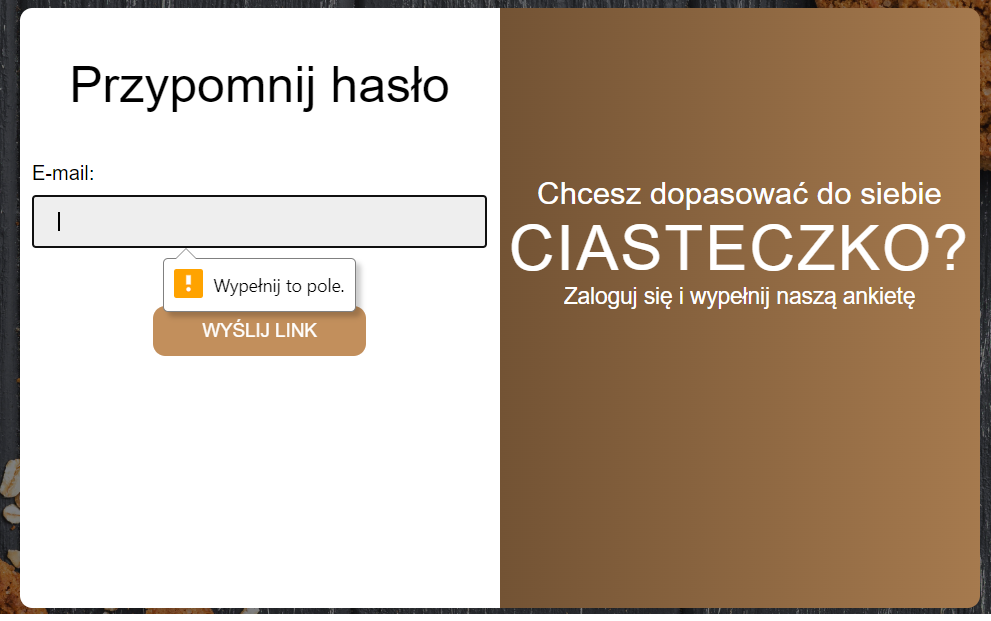 Przypomnij hasło
E-mail:
Wypełnij to pole.
WYŚLIJ LINK
Chcesz dopasować do siebie
CIASTECZKO?
Zaloguj się i wypełnij naszą ankietę